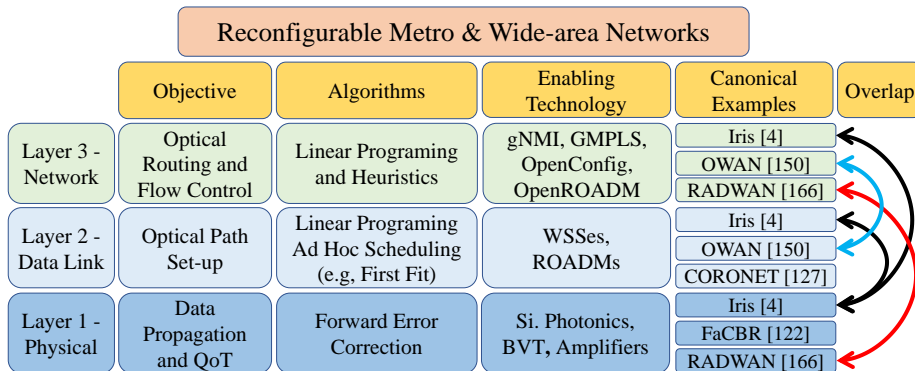 Reconfigurable Metro & Wide-area Networks
Objective
Algorithms
Enabling
Technology
Canonical
Examples
Overlap
Layer 3 -
Network
Optical
Routing and
Flow Control
Linear Programing
and Heuristics
gNMI, GMPLS,
OpenConfig,
OpenROADM
Iris [4]
OWAN [150]
RADWAN [166]
Layer 2 -
Data Link
Optical Path
Set-up
Linear Programing
Ad Hoc Scheduling
(e.g, First Fit)
WSSes,
ROADMs
Iris [4]
OWAN [150]
CORONET [127]
Layer 1 -
Physical
Data
Propagation
and QoT
Forward Error
Correction
Si. Photonics,
BVT, Amplifiers
Iris [4]
FaCBR [122]
RADWAN [166]